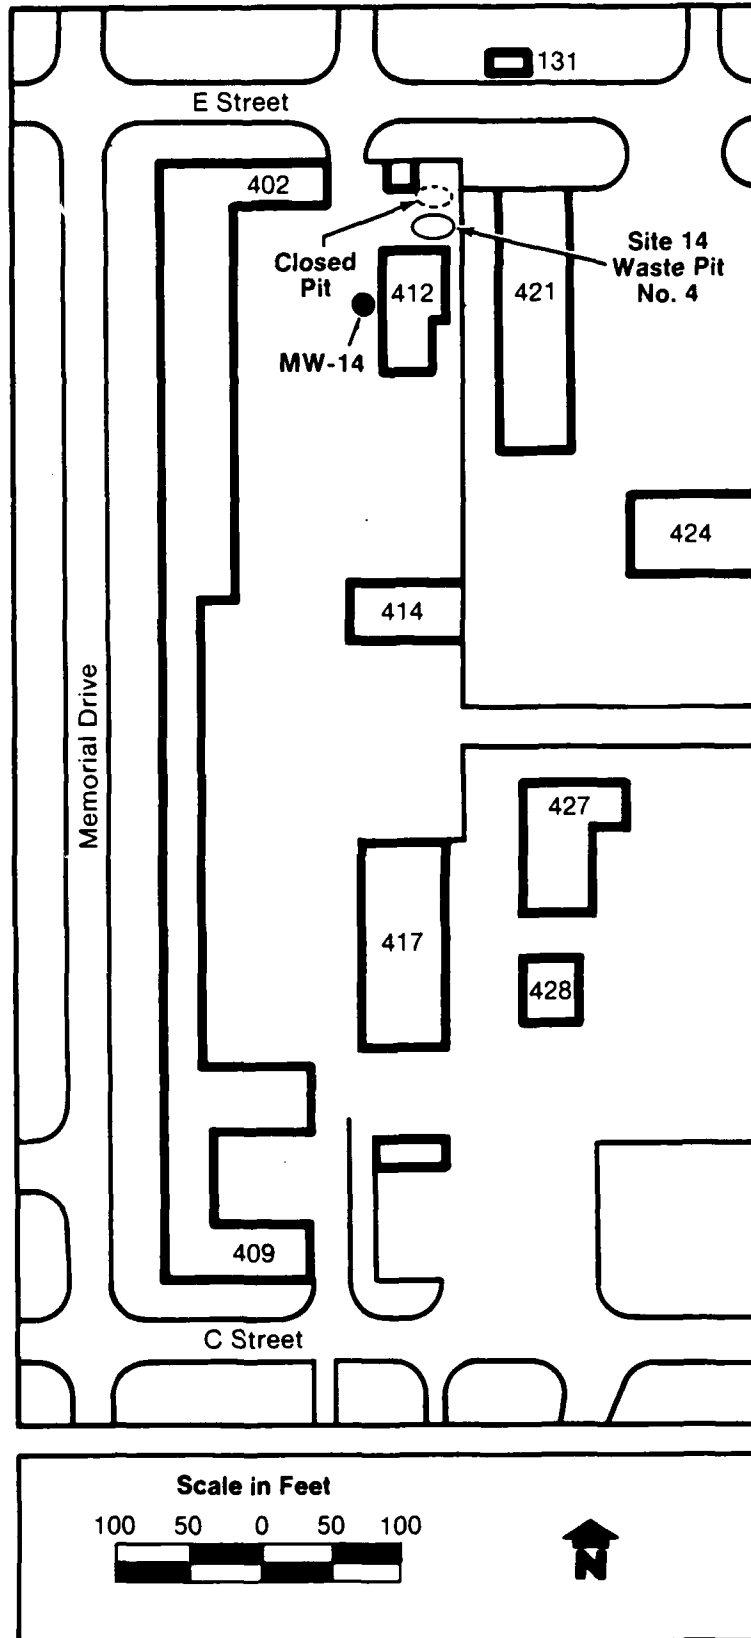 131
E Street
402
Closed
Pit
Site 14
Waste Pit
No. 4
412
421
MW-14
424
414
Memorial Drive
427
417
428
409
C Street
Scale in Feet
100 50 0 50 100
N